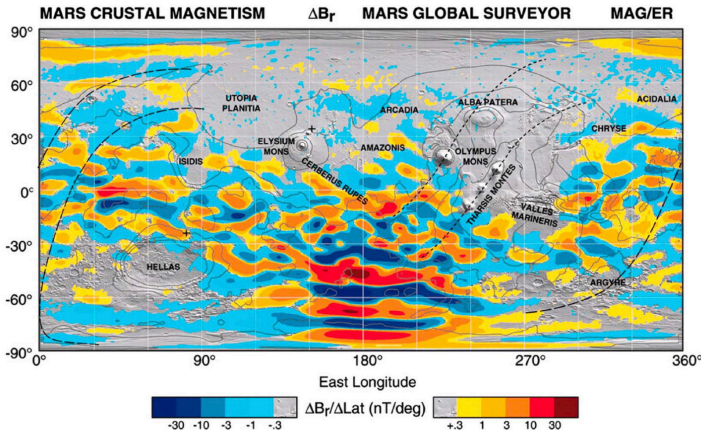 MARS CRUSTAL MAGNETISM ΔBr MARS GLOBAL SURVEYOR MAG/ER
90°
60°
30°
0°
-30°
-60°
-90°
UTOPIA
PLANITIA
ELYSIUM
MONS
ISIDIS
CERBERUS RUPES
HELLAS
ARCADIA
AMAZONIS
ALBA PATERA
OLYMPUS
MONS
THARSIS MONTES
VALLES
MARINERIS
ACIDALIA
CHRYSE
ARGYRE
0° 90° 180° 270° 360°
East Longitude
ΔBr/ΔLat (nT/deg)
-30 -10 -3 -1 -.3 +.3 1 3 10 30